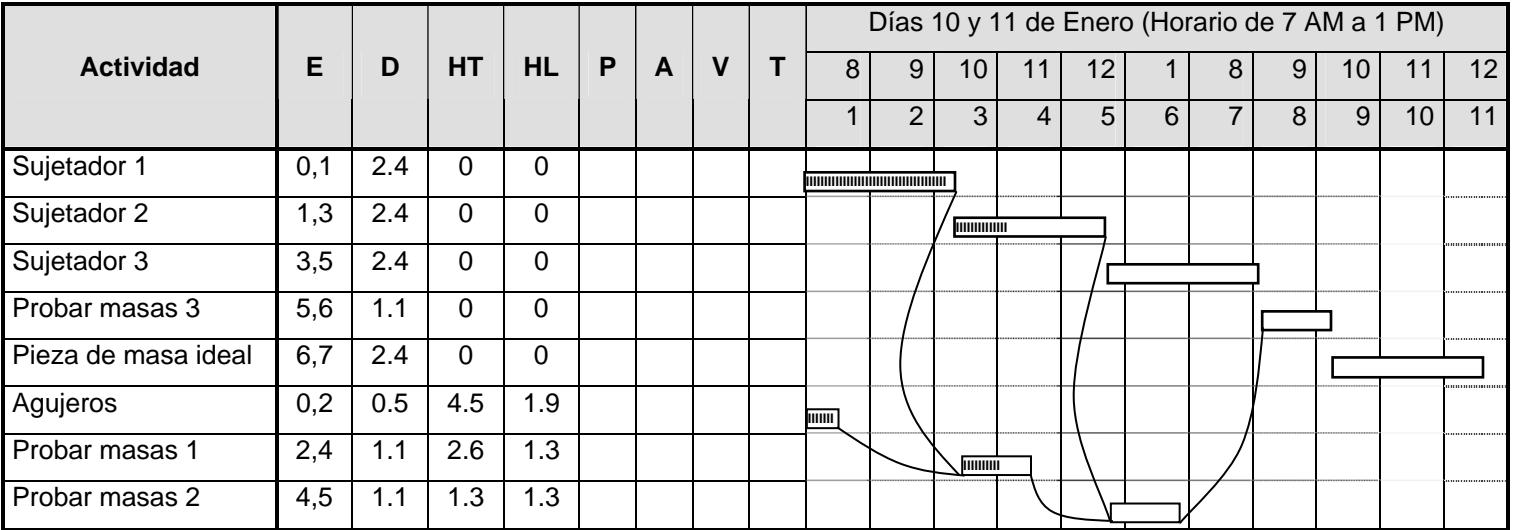 Días 10 y 11 de Enero (Horario de 7 AM a 1 PM)
Actividad E D HT HL P A V T 8 9 10 11 12 1 8 9 10 11 12
1 2 3 4 5 6 7 8 9 10 11
Sujetador 1 0,1 2.4 0 0
Sujetador 2 1,3 2.4 0 0
Sujetador 3 3,5 2.4 0 0
Probar masas 3 5,6 1.1 0 0
Pieza de masa ideal 6,7 2.4 0 0
Agujeros 0,2 0.5 4.5 1.9
Probar masas 1 2,4 1.1 2.6 1.3
Probar masas 2 4,5 1.1 1.3 1.3